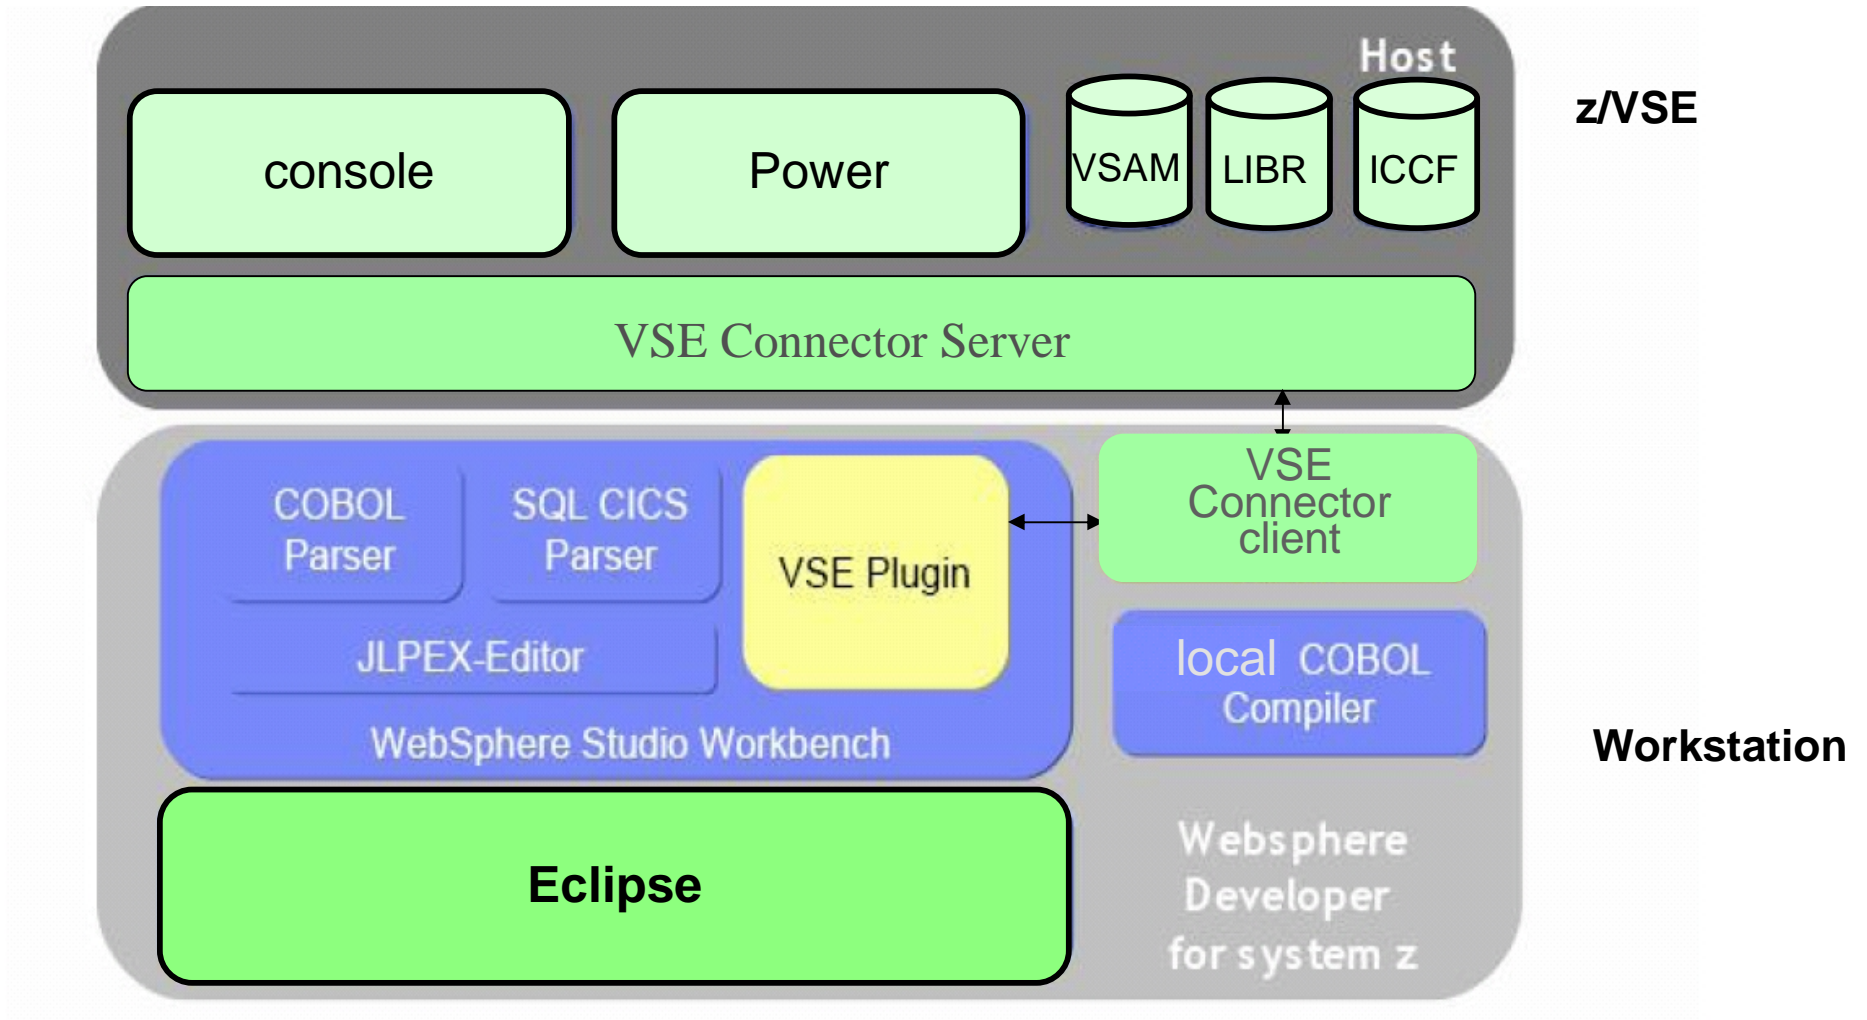 Host
z/VSE
console
Power
VSAM
LIBR
ICCF
VSE Connector Server
COBOL
Parser
SQL CICS
Parser
VSE Plugin
VSE
Connector
client
JLPEX-Editor
local COBOL
Compiler
WebSphere Studio Workbench
Workstation
Eclipse
Websphere
Developer
for system z